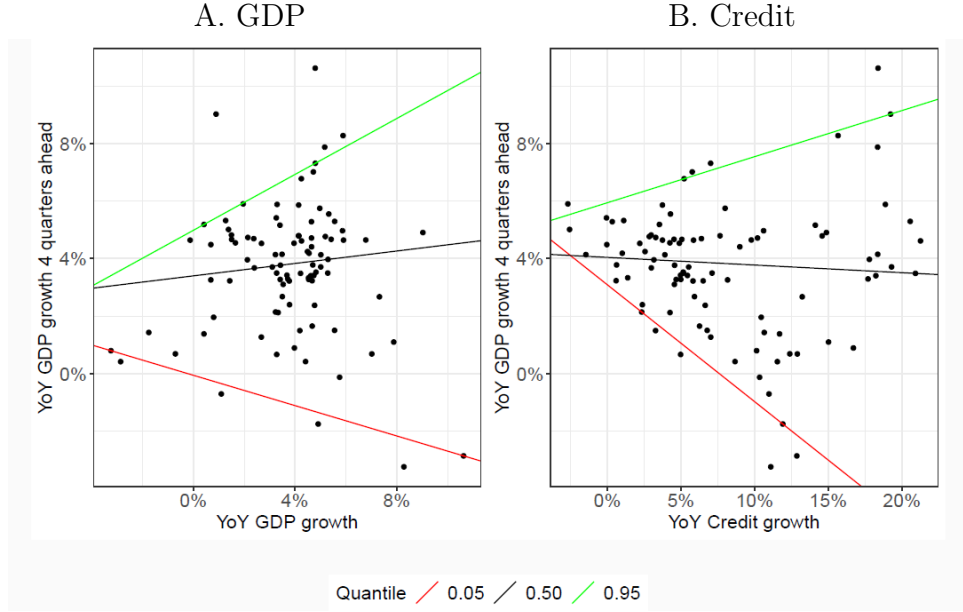 A. GDP
B. Credit
YoY GDP growth 4 quarters ahead
8%
4%
0%
0% 4% 8%
YoY GDP growth
YoY GDP growth 4 quarters ahead
8%
4%
0%
0% 5% 10% 15% 20%
YoY Credit growth
Quantile 0.05 0.50 0.95